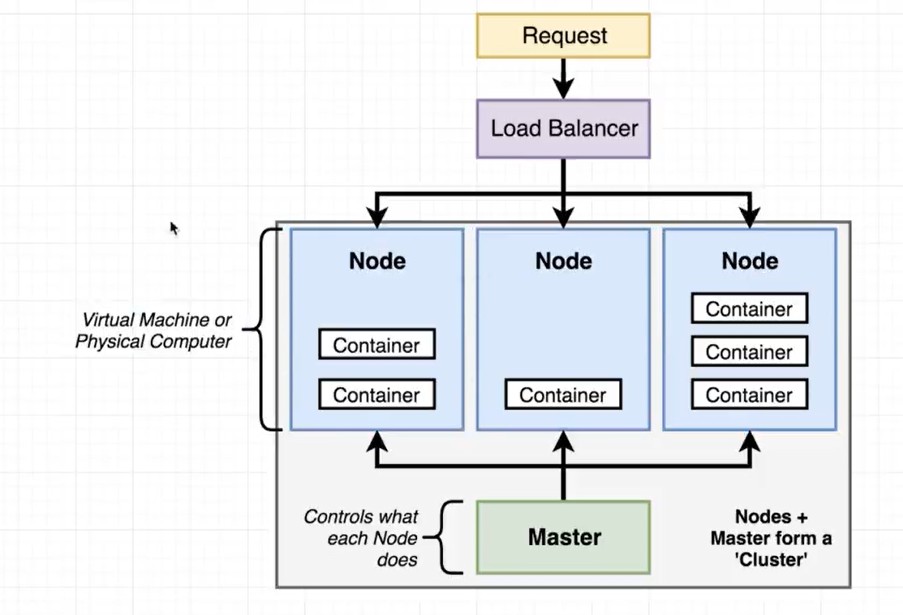 Request
Load Balancer
Node
Node
Node
Virtual Machine or
Physical Computer
Container
Container
Container
Container
Container
Container
Controls what
each Node
does
Master
Nodes +
Master form a
'Cluster'